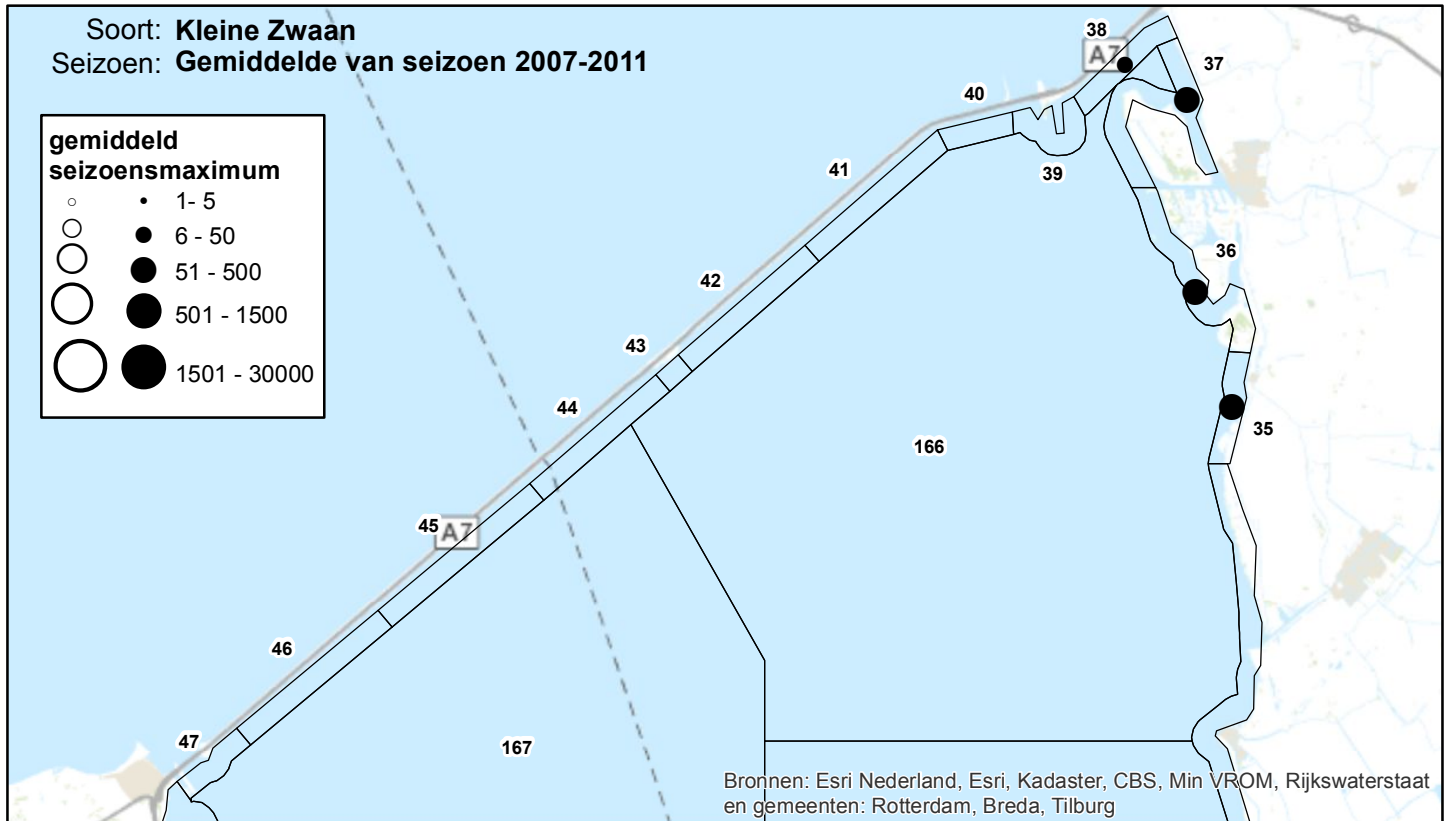 Soort: Kleine Zwaan
Seizoen: Gemiddelde van seizoen 2007-2011
gemiddeld
seizoensmaximum
1- 5
6 - 50
51 - 500
501 - 1500
1501 - 30000
38
A7
37
40
39
41
36
42
43
44
35
166
45
A7
46
47
167
Bronnen: Esri Nederland, Esri, Kadaster, CBS, Min VROM, Rijkswaterstaat
en gemeenten: Rotterdam, Breda, Tilburg